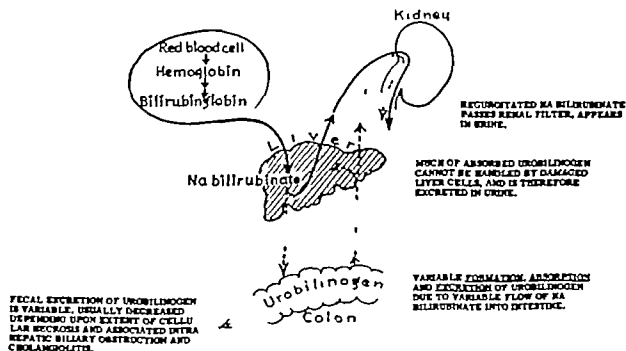 Kidney
Red blood cell
Hemoglobin
Bilirubinglobin
Liver
Na bilirubinate
REGURGITATED NA BILIRUBINATE
PASSES RENAL FILTER, APPEARS
IN URINE.
MUCH OF ABSORBED UROBILINOGEN
CANNOT BE HANDLED BY DAMAGED
LIVER CELLS, AND IS THEREFORE
EXCRETED IN URINE.
Urobilinogen
Colon
VARIABLE FORMATION, ABSORPTION
AND EXCRETION OF UROBILINOGEN
DUE TO VARIABLE FLOW OF NA
BILIRUBINATE INTO INTESTINE.
FECAL EXCRETION OF UROBILINOGEN
IS VARIABLE, USUALLY DECREASED
DEPENDING UPON EXTENT OF CELLU
LAR NECROSIS AND ASSOCIATED INTRA
HEPATIC BILIARY OBSTRUCTION AND
CHOLANGIOLITIS.